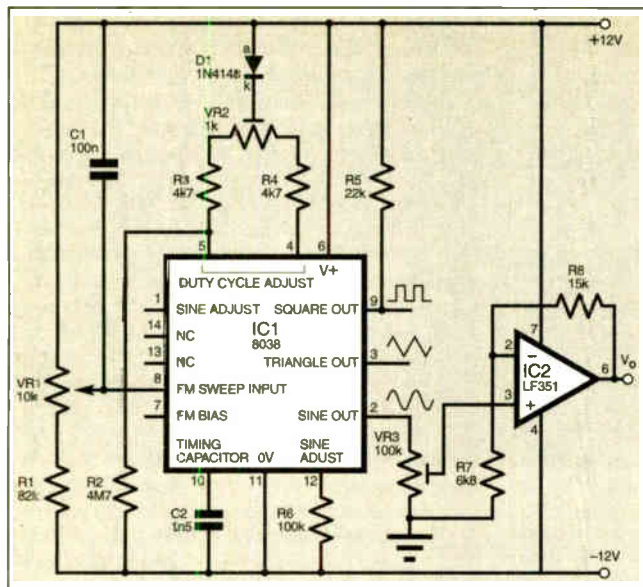 +12V
a
D1
1N4148
k
VR2
1k
C1
100n
R3
4k7
R4
4k7
R5
22k
5
4
6
V+
DUTY CYCLE ADJUST
1
SINE ADJUST
SQUARE OUT
9
R8
15k
14
NC
IC1
8038
13
NC
TRIANGLE OUT
3
7
2
6
Vo
IC2
LF351
VR1
10k
8
FM SWEEP INPUT
3
4
7
FM BIAS
SINE OUT
2
VR3
100k
TIMING
CAPACITOR
0V
SINE
ADJUST
R1
82k
R2
4M7
R7
6k8
10
11
12
C2
R6
100k
-12V